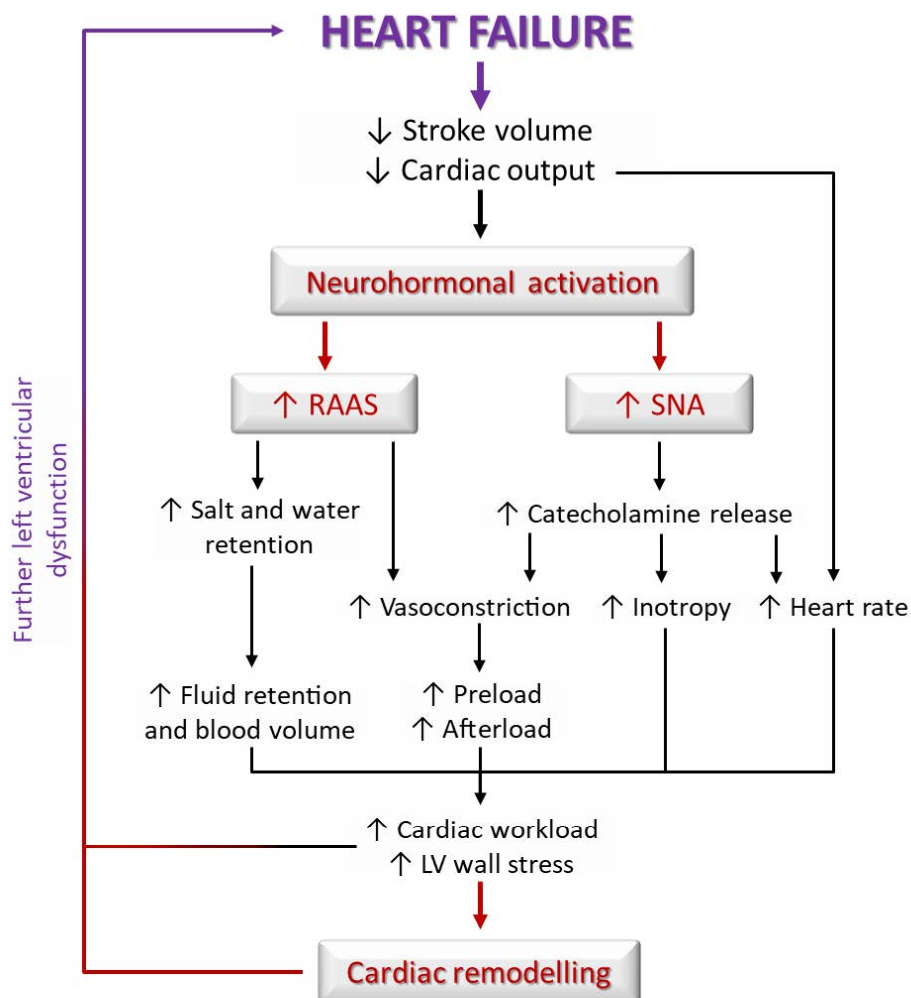 HEART FAILURE
↓ Stroke volume
↓ Cardiac output
Neurohormonal activation
↑ RAAS
↑ SNA
↑ Salt and water
retention
↑ Catecholamine release
↑ Vasoconstriction
↑ Inotropy
↑ Heart rate
↑ Fluid retention
and blood volume
↑ Preload
↑ Afterload
↑ Cardiac workload
↑ LV wall stress
Cardiac remodelling
Further left ventricular
dysfunction